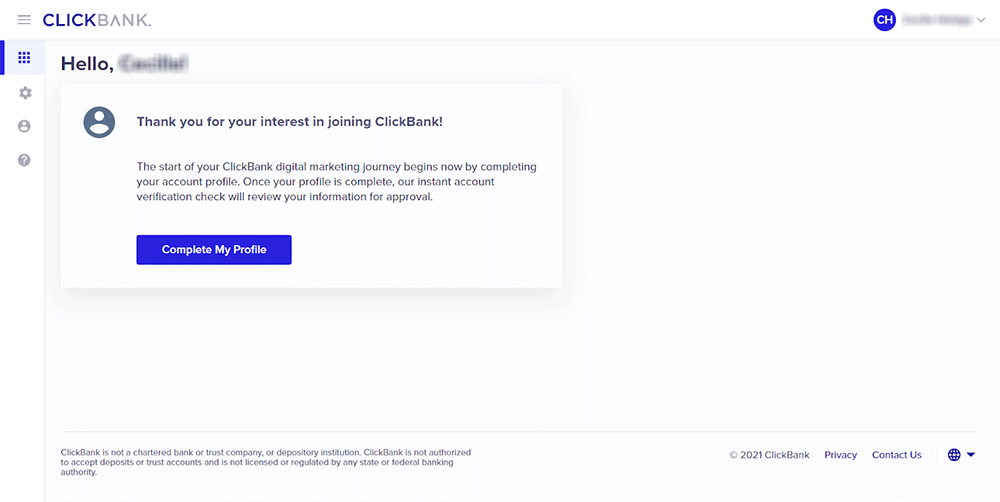 CLICKBANK.
CH
Hello,
Thank you for your interest in joining ClickBank!
The start of your ClickBank digital marketing journey begins now by completing
your account profile. Once your profile is complete, our instant account
verification check will review your information for approval.
Complete My Profile
ClickBank is not a chartered bank or trust company, or depository institution. ClickBank is not authorized
to accept deposits or trust accounts and is not licensed or regulated by any state or federal banking
authority.
© 2021 ClickBank Privacy Contact Us